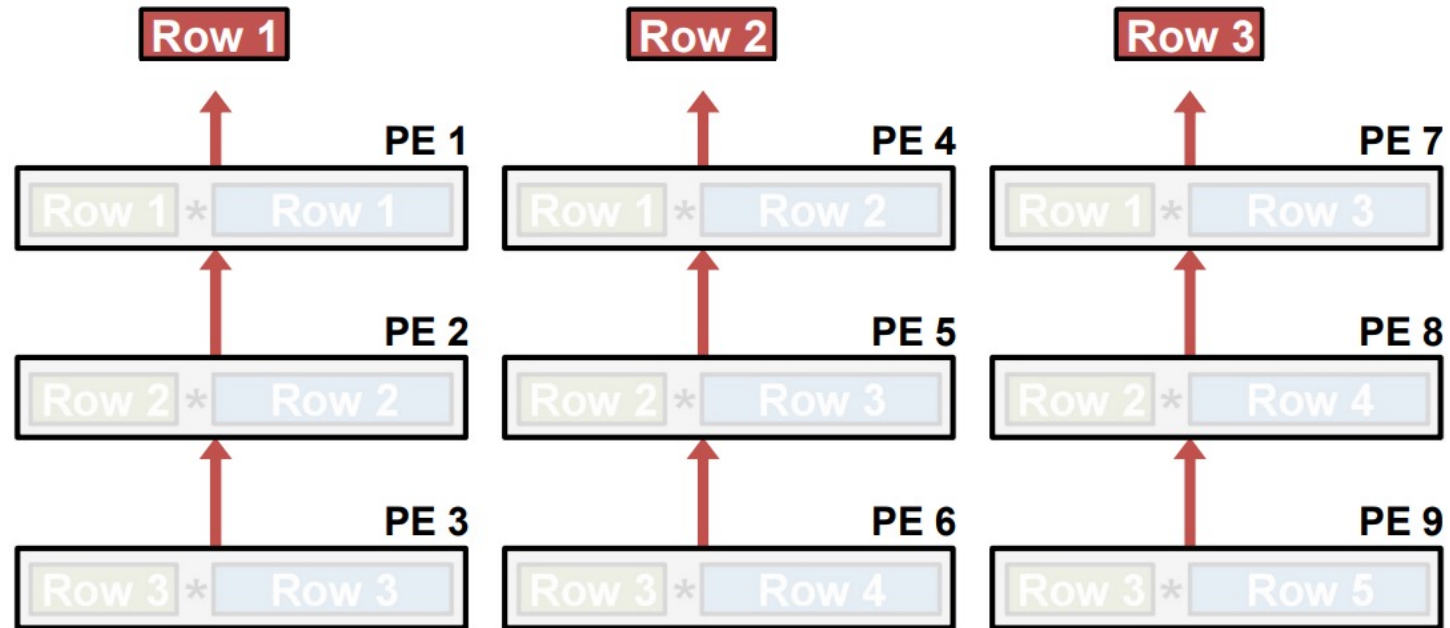 Row 1 Row 2 Row 3
PE 1 PE 4 PE 7
Row 1 * Row 1 Row 1 * Row 2 Row 1 * Row 3
PE 2 PE 5 PE 8
Row 2 * Row 2 Row 2 * Row 3 Row 2 * Row 4
PE 3 PE 6 PE 9
Row 3 * Row 3 Row 3 * Row 4 Row 3 * Row 5